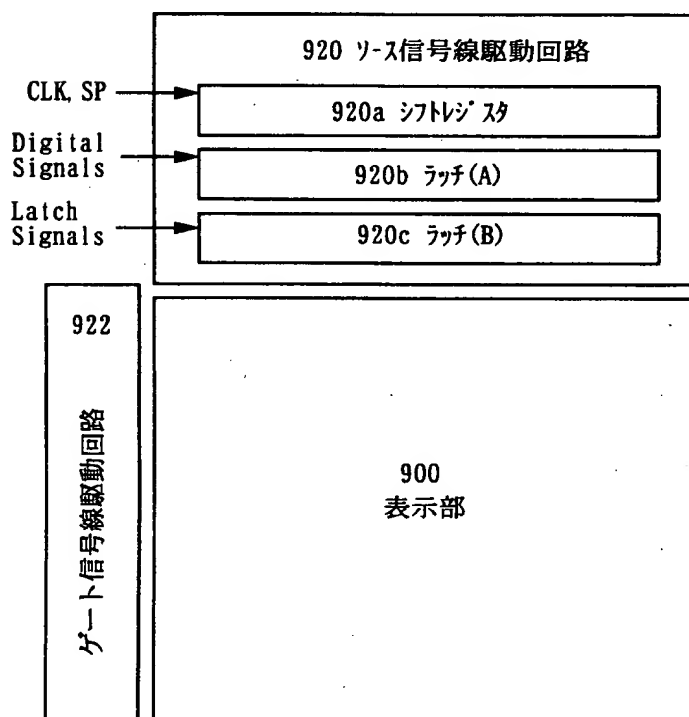 920 ソース信号線駆動回路
CLK, SP
920a シフトレジスタ
Digital
Signals
920b ラッチ(A)
Latch
Signals
920c ラッチ(B)
922
ゲート信号線駆動回路
900
表示部